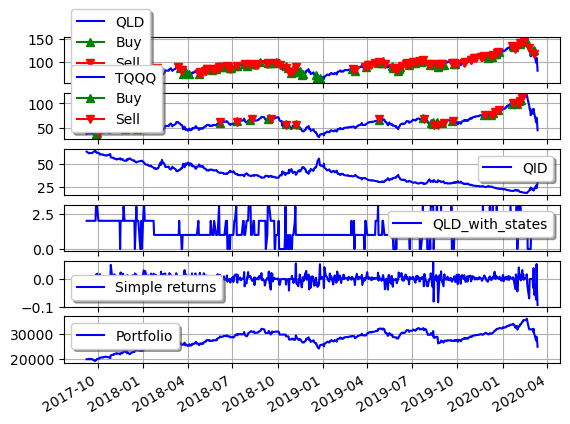 QLD
Buy
Sell
150
100
TQQQ
Buy
Sell
100
50
QID
50
25
QLD_with_states
2.5
0.0
Simple returns
0.0
−0.1
Portfolio
30000
20000
2017-10
2018-01
2018-04
2018-07
2018-10
2019-01
2019-04
2019-07
2019-10
2020-01
2020-04